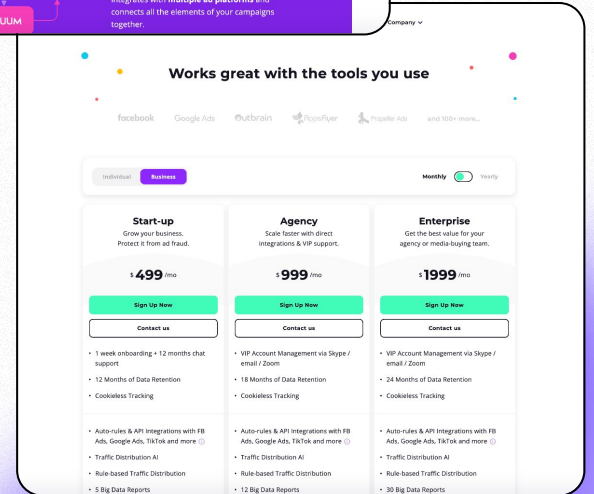 integrates with multiple ad platforms and
connects all the elements of your campaigns
together.
UUM
Company
Works great with the tools you use
facebook Google Ads Outbrain AppsFlyer Propeller Ads and 100+ more...
Individual Business
Monthly Yearly
Start-up
Grow your business.
Protect it from ad fraud.
$ 499 /mo
Sign Up Now
Contact us
• 1 week onboarding + 12 months chat
support
• 12 Months of Data Retention
• Cookieless Tracking
• Auto-rules & API Integrations with FB
Ads, Google Ads, TikTok and more
• Traffic Distribution AI
• Rule-based Traffic Distribution
• 5 Big Data Reports
Agency
Scale faster with direct
integrations & VIP support.
$ 999 /mo
Sign Up Now
Contact us
• VIP Account Management via Skype /
email / Zoom
• 18 Months of Data Retention
• Cookieless Tracking
• Auto-rules & API Integrations with FB
Ads, Google Ads, TikTok and more
• Traffic Distribution AI
• Rule-based Traffic Distribution
• 12 Big Data Reports
Enterprise
Get the best value for your
agency or media-buying team.
$ 1999 /mo
Sign Up Now
Contact us
• VIP Account Management via Skype /
email / Zoom
• 24 Months of Data Retention
• Cookieless Tracking
• Auto-rules & API Integrations with FB
Ads, Google Ads, TikTok and more
• Traffic Distribution AI
• Rule-based Traffic Distribution
• 30 Big Data Reports